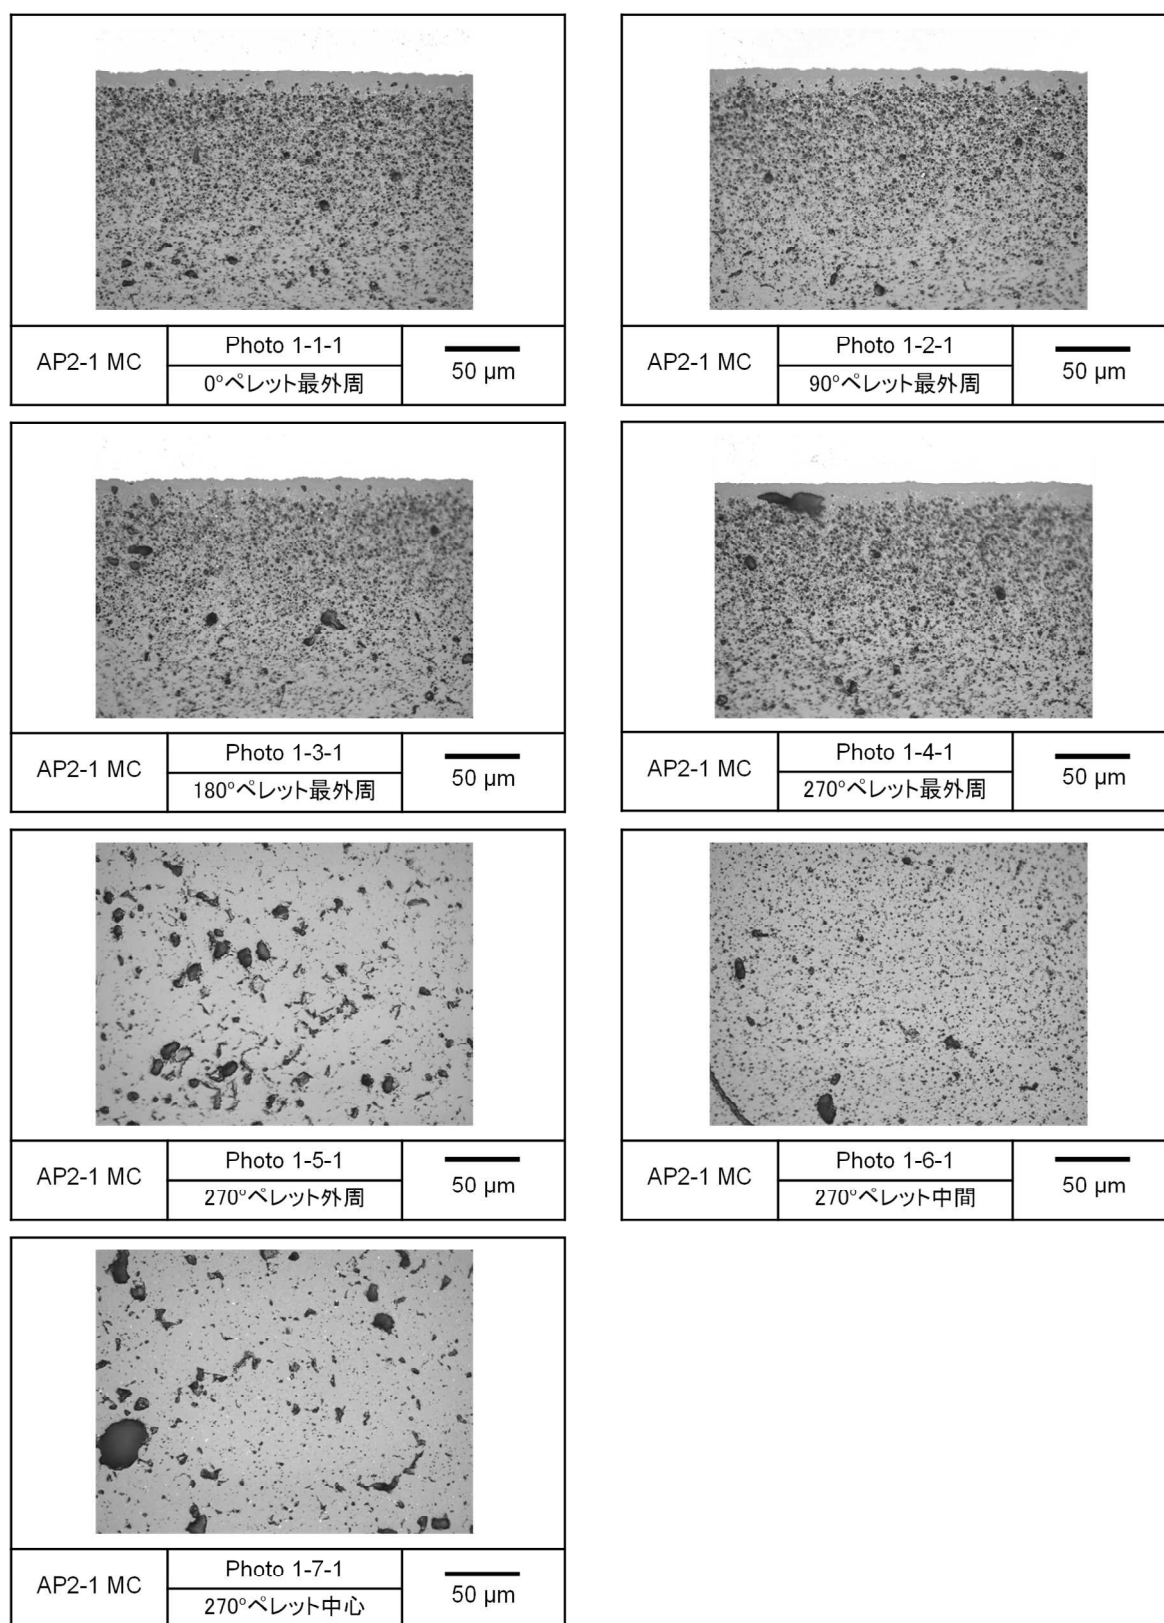 AP2-1 MC
Photo 1-1-1
0°ペレット最外周
50 µm
AP2-1 MC
Photo 1-2-1
90°ペレット最外周
50 µm
AP2-1 MC
Photo 1-3-1
180°ペレット最外周
50 µm
AP2-1 MC
Photo 1-4-1
270°ペレット最外周
50 µm
AP2-1 MC
Photo 1-5-1
270°ペレット外周
50 µm
AP2-1 MC
Photo 1-6-1
270°ペレット中間
50 µm
AP2-1 MC
Photo 1-7-1
270°ペレット中心
50 µm